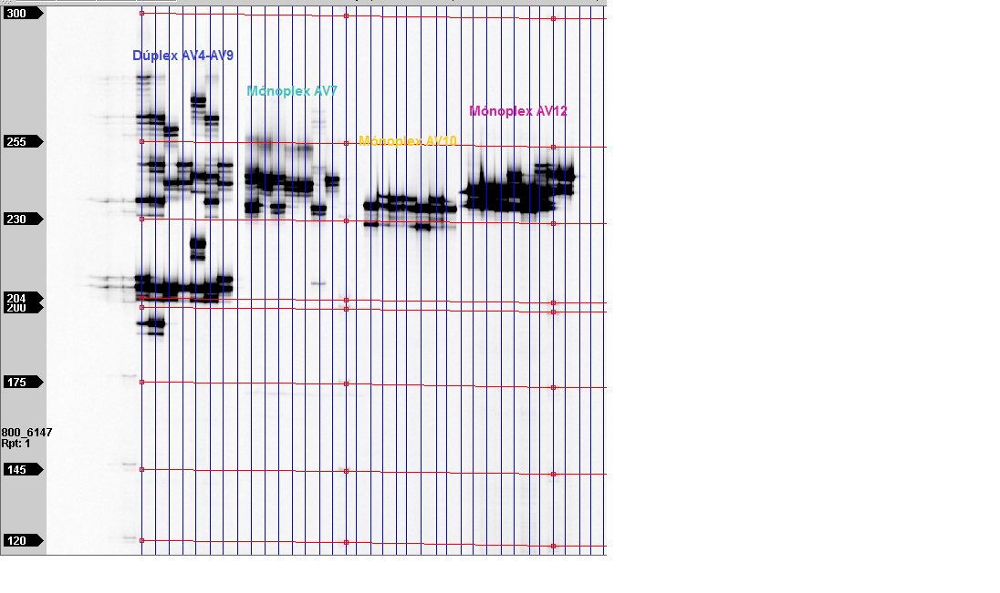 300
Dúplex AV4-AV9
Mónoplex AV7
Mónoplex AV12
255
Mónoplex AV10
230
204
200
175
800_6147
Rpt: 1
145
120